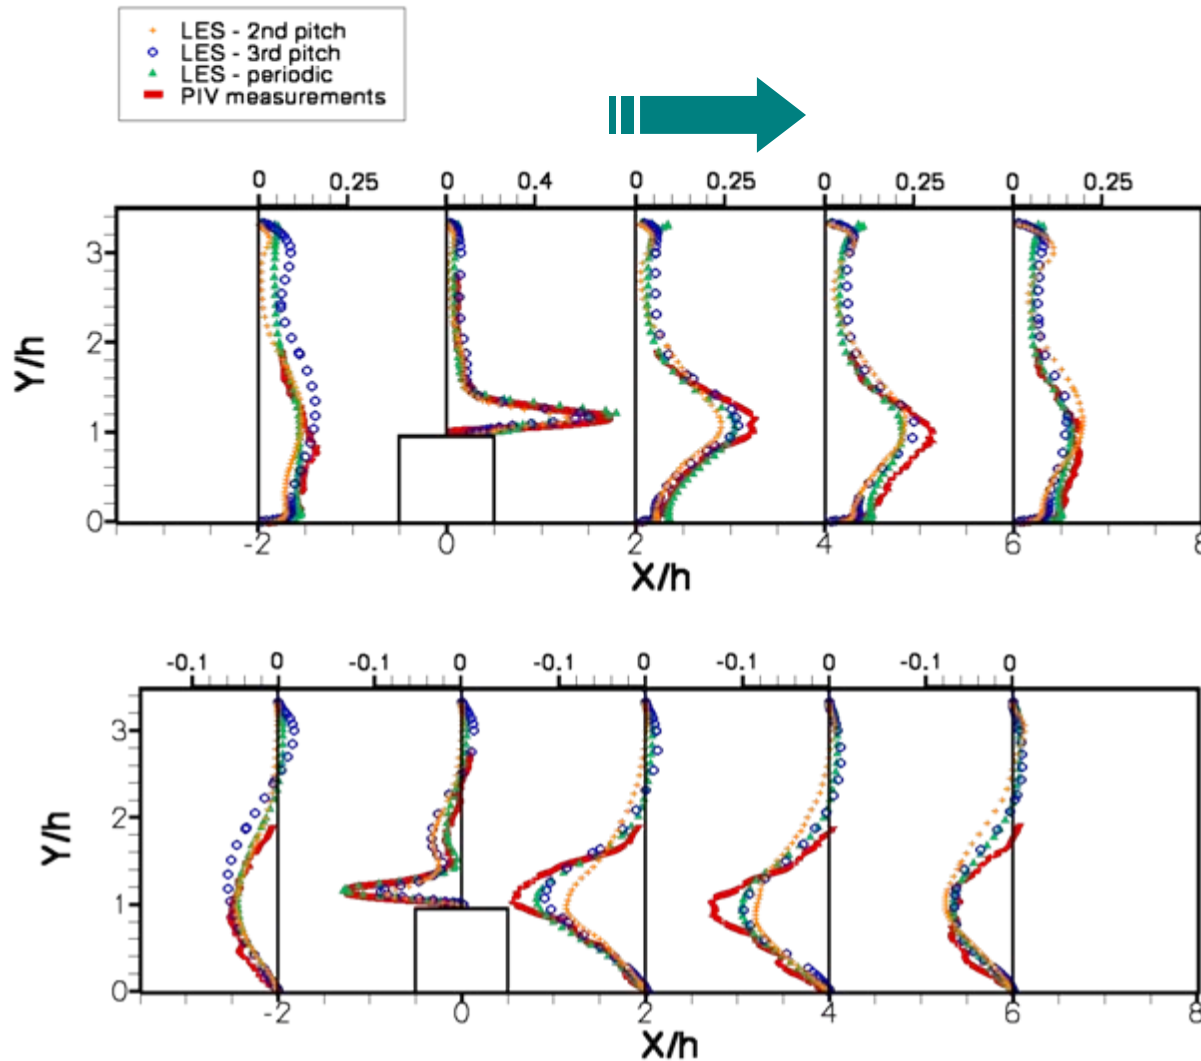 LES - 2nd pitch
LES - 3rd pitch
LES - periodic
PIV measurements
0 0.25 0 0.4 0 0.25 0 0.25 0 0.25
3
2
1
0
Y/h
-2 0 2 4 6 8
X/h
-0.1 0 -0.1 0 -0.1 0 -0.1 0 -0.1 0
3
2
1
0
Y/h
-2 0 2 4 6 8
X/h